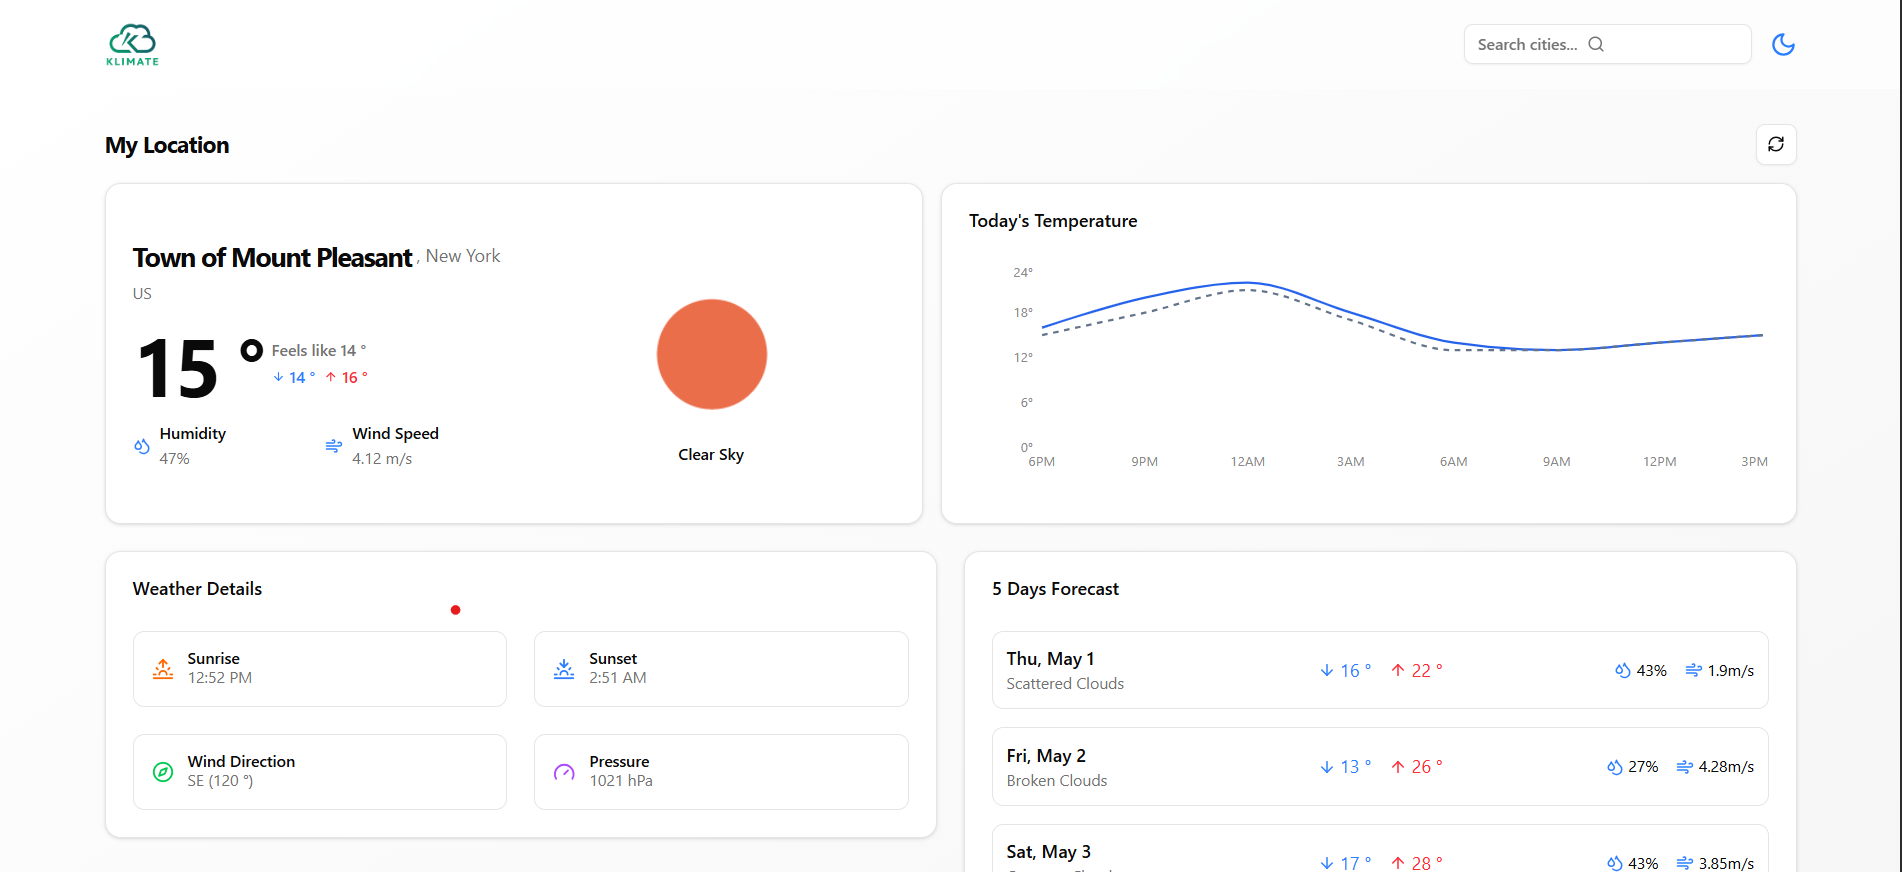 KLIMATE
Search cities...
My Location
Town of Mount Pleasant , New York
US
15 °
Feels like 14 °
14 ° 16 °
Humidity
47%
Wind Speed
4.12 m/s
Clear Sky
Today's Temperature
24°
18°
12°
6°
0°
6PM 9PM 12AM 3AM 6AM 9AM 12PM 3PM
Weather Details
Sunrise
12:52 PM
Sunset
2:51 AM
Wind Direction
SE (120 °)
Pressure
1021 hPa
5 Days Forecast
Thu, May 1
Scattered Clouds
16 ° 22 ° 43% 1.9m/s
Fri, May 2
Broken Clouds
13 ° 26 ° 27% 4.28m/s
Sat, May 3
17 ° 28 ° 43% 3.85m/s